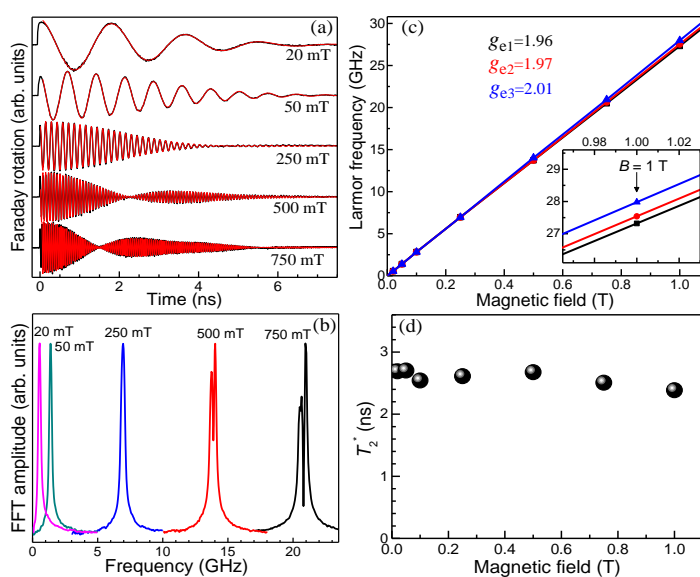 (a)
20 mT
50 mT
250 mT
500 mT
750 mT
Faraday rotation (arb. units)
0 2 4 6
Time (ns)
(b)
20 mT
50 mT
250 mT
500 mT
750 mT
FFT amplitude (arb. units)
0 5 10 15 20
Frequency (GHz)
(c)
g_e1=1.96
g_e2=1.97
g_e3=2.01
Larmor frequency (GHz)
30
25
20
15
10
5
0
0.0 0.2 0.4 0.6 0.8 1.0
Magnetic field (T)
0.98 1.00 1.02
B = 1 T
28
27
26
(d)
T2* (ns)
3
2
1
0
0.0 0.2 0.4 0.6 0.8 1.0
Magnetic field (T)